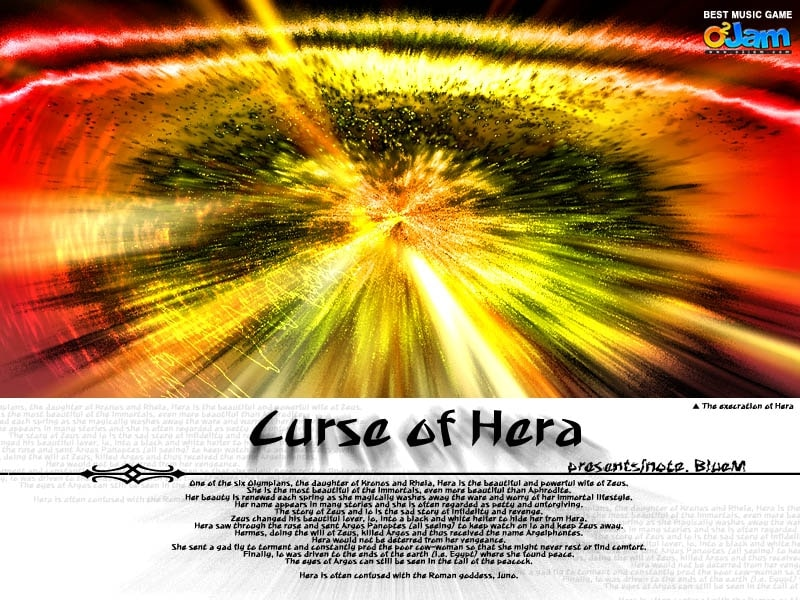 BEST MUSIC GAME
O2Jam
www.o2jam.com
▲ The execration of Hera
Curse of Hera
presents/note. BlueM
One of the six Olympians, the daughter of Kronos and Rhela, Hera is the beautiful and powerful wife of Zeus.
She is the most beautiful of the Immortals, even more beautiful than Aphrodite.
Her beauty is renewed each spring as she magically washes away the ware and worry of her immortal lifestyle.
Her name appears in many stories and she is often regarded as petty and unforgiving.
The story of Zeus and Io is the sad story of infidelity and revenge.
Zeus changed his beautiful lover, Io, into a black and white heifer to hide her from Hera.
Hera saw through the rose and sent Argos Panoptes (all seeing) to keep watch on Io and keep Zeus away.
Hermes, doing the will of Zeus, killed Argus and thus received the name Argeiphontes.
Hera would not be deterred from her vengeance.
She sent a gad fig to torment and constantly prod the poor cow-woman so that she might never rest or find comfort.
Finally, Io was driven to the ends of the earth (i.e. Egypt) where she found peace.
The eyes of Argos can still be seen in the tail of the peacock.
Hera is often confused with the Roman goddess, Juno.